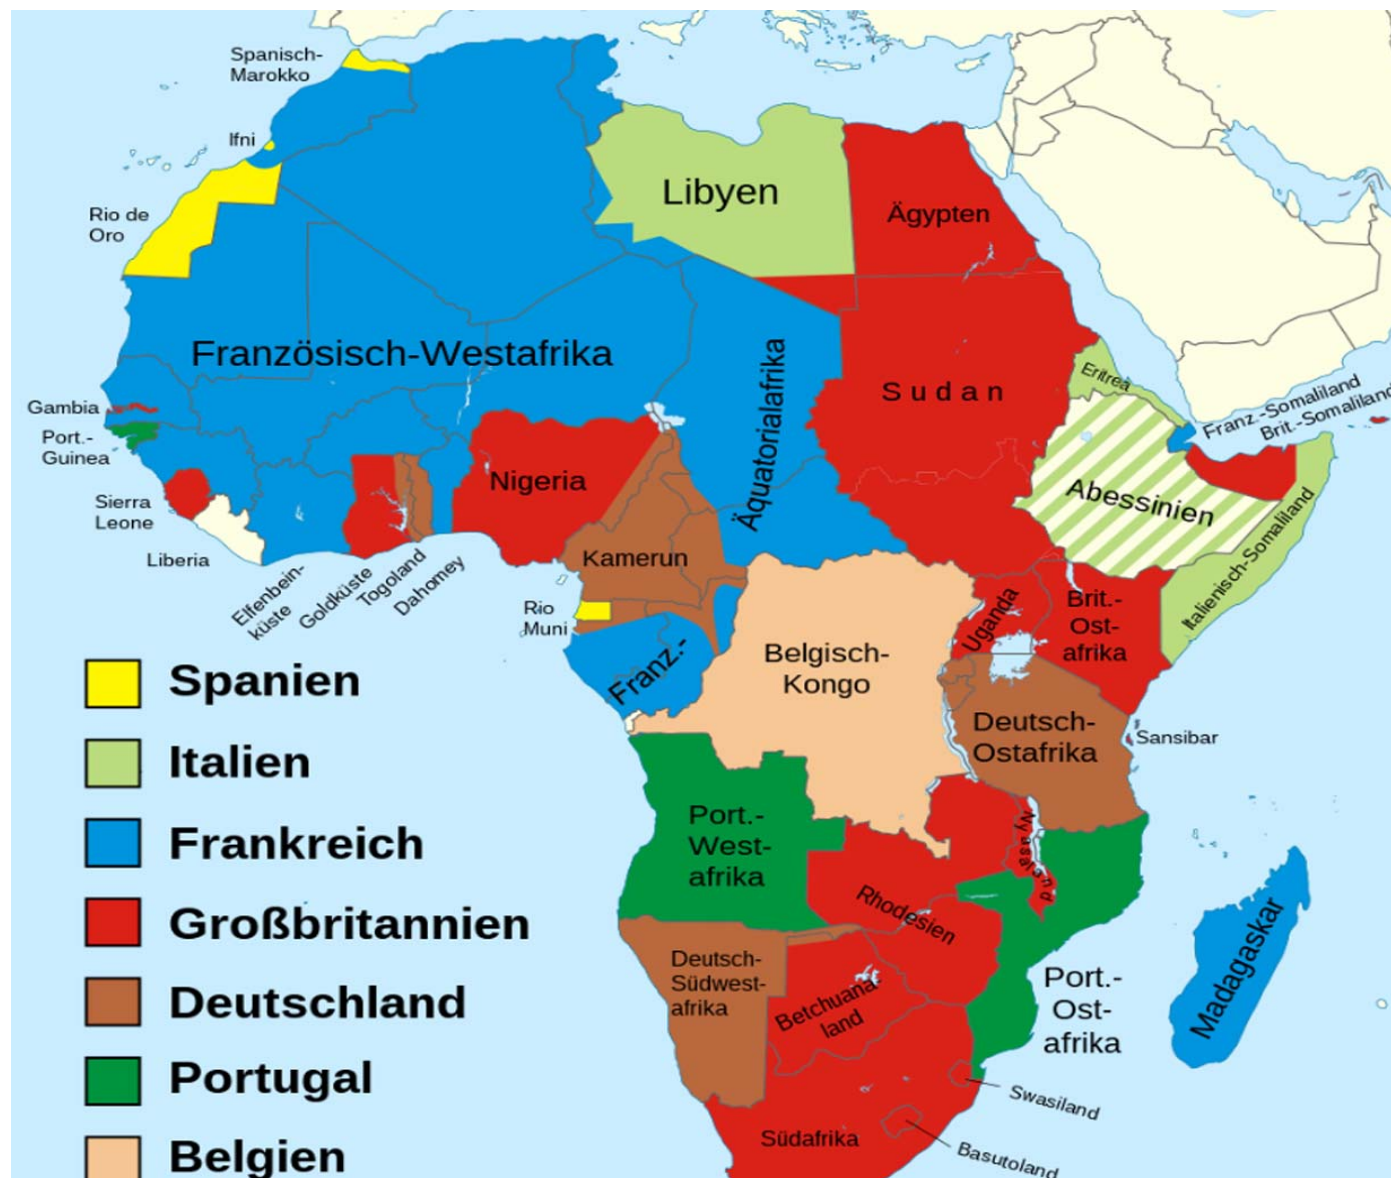 Spanisch-
Marokko
Ifni
Rio de
Oro
Libyen
Ägypten
Französisch-Westafrika
Äquatorialafrika
Sudan
Eritrea
Franz.-Somaliland
Brit.-Somaliland
Gambia
Port.-
Guinea
Sierra
Leone
Liberia
Nigeria
Abessinien
Italienisch-Somaliland
Elfenbein-
küste
Goldküste
Togoland
Dahomey
Kamerun
Rio
Muni
Franz.-
Belgisch-
Kongo
Uganda
Brit.-
Ost-
afrika
Deutsch-
Ostafrika
Sansibar
Port.-
West-
afrika
Nyasaland
Rhodesien
Deutsch-
Südwest-
afrika
Betchuana-
land
Port.-
Ost-
afrika
Madagaskar
Swasiland
Südafrika
Basutoland
Spanien
Italien
Frankreich
Großbritannien
Deutschland
Portugal
Belgien